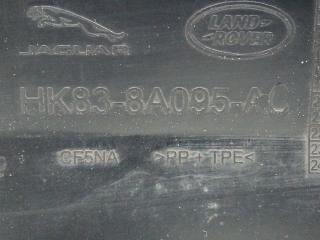 JAGUAR
LAND-
ROVER
HK83-8A095-AC
CF5NA >PP+TPE<